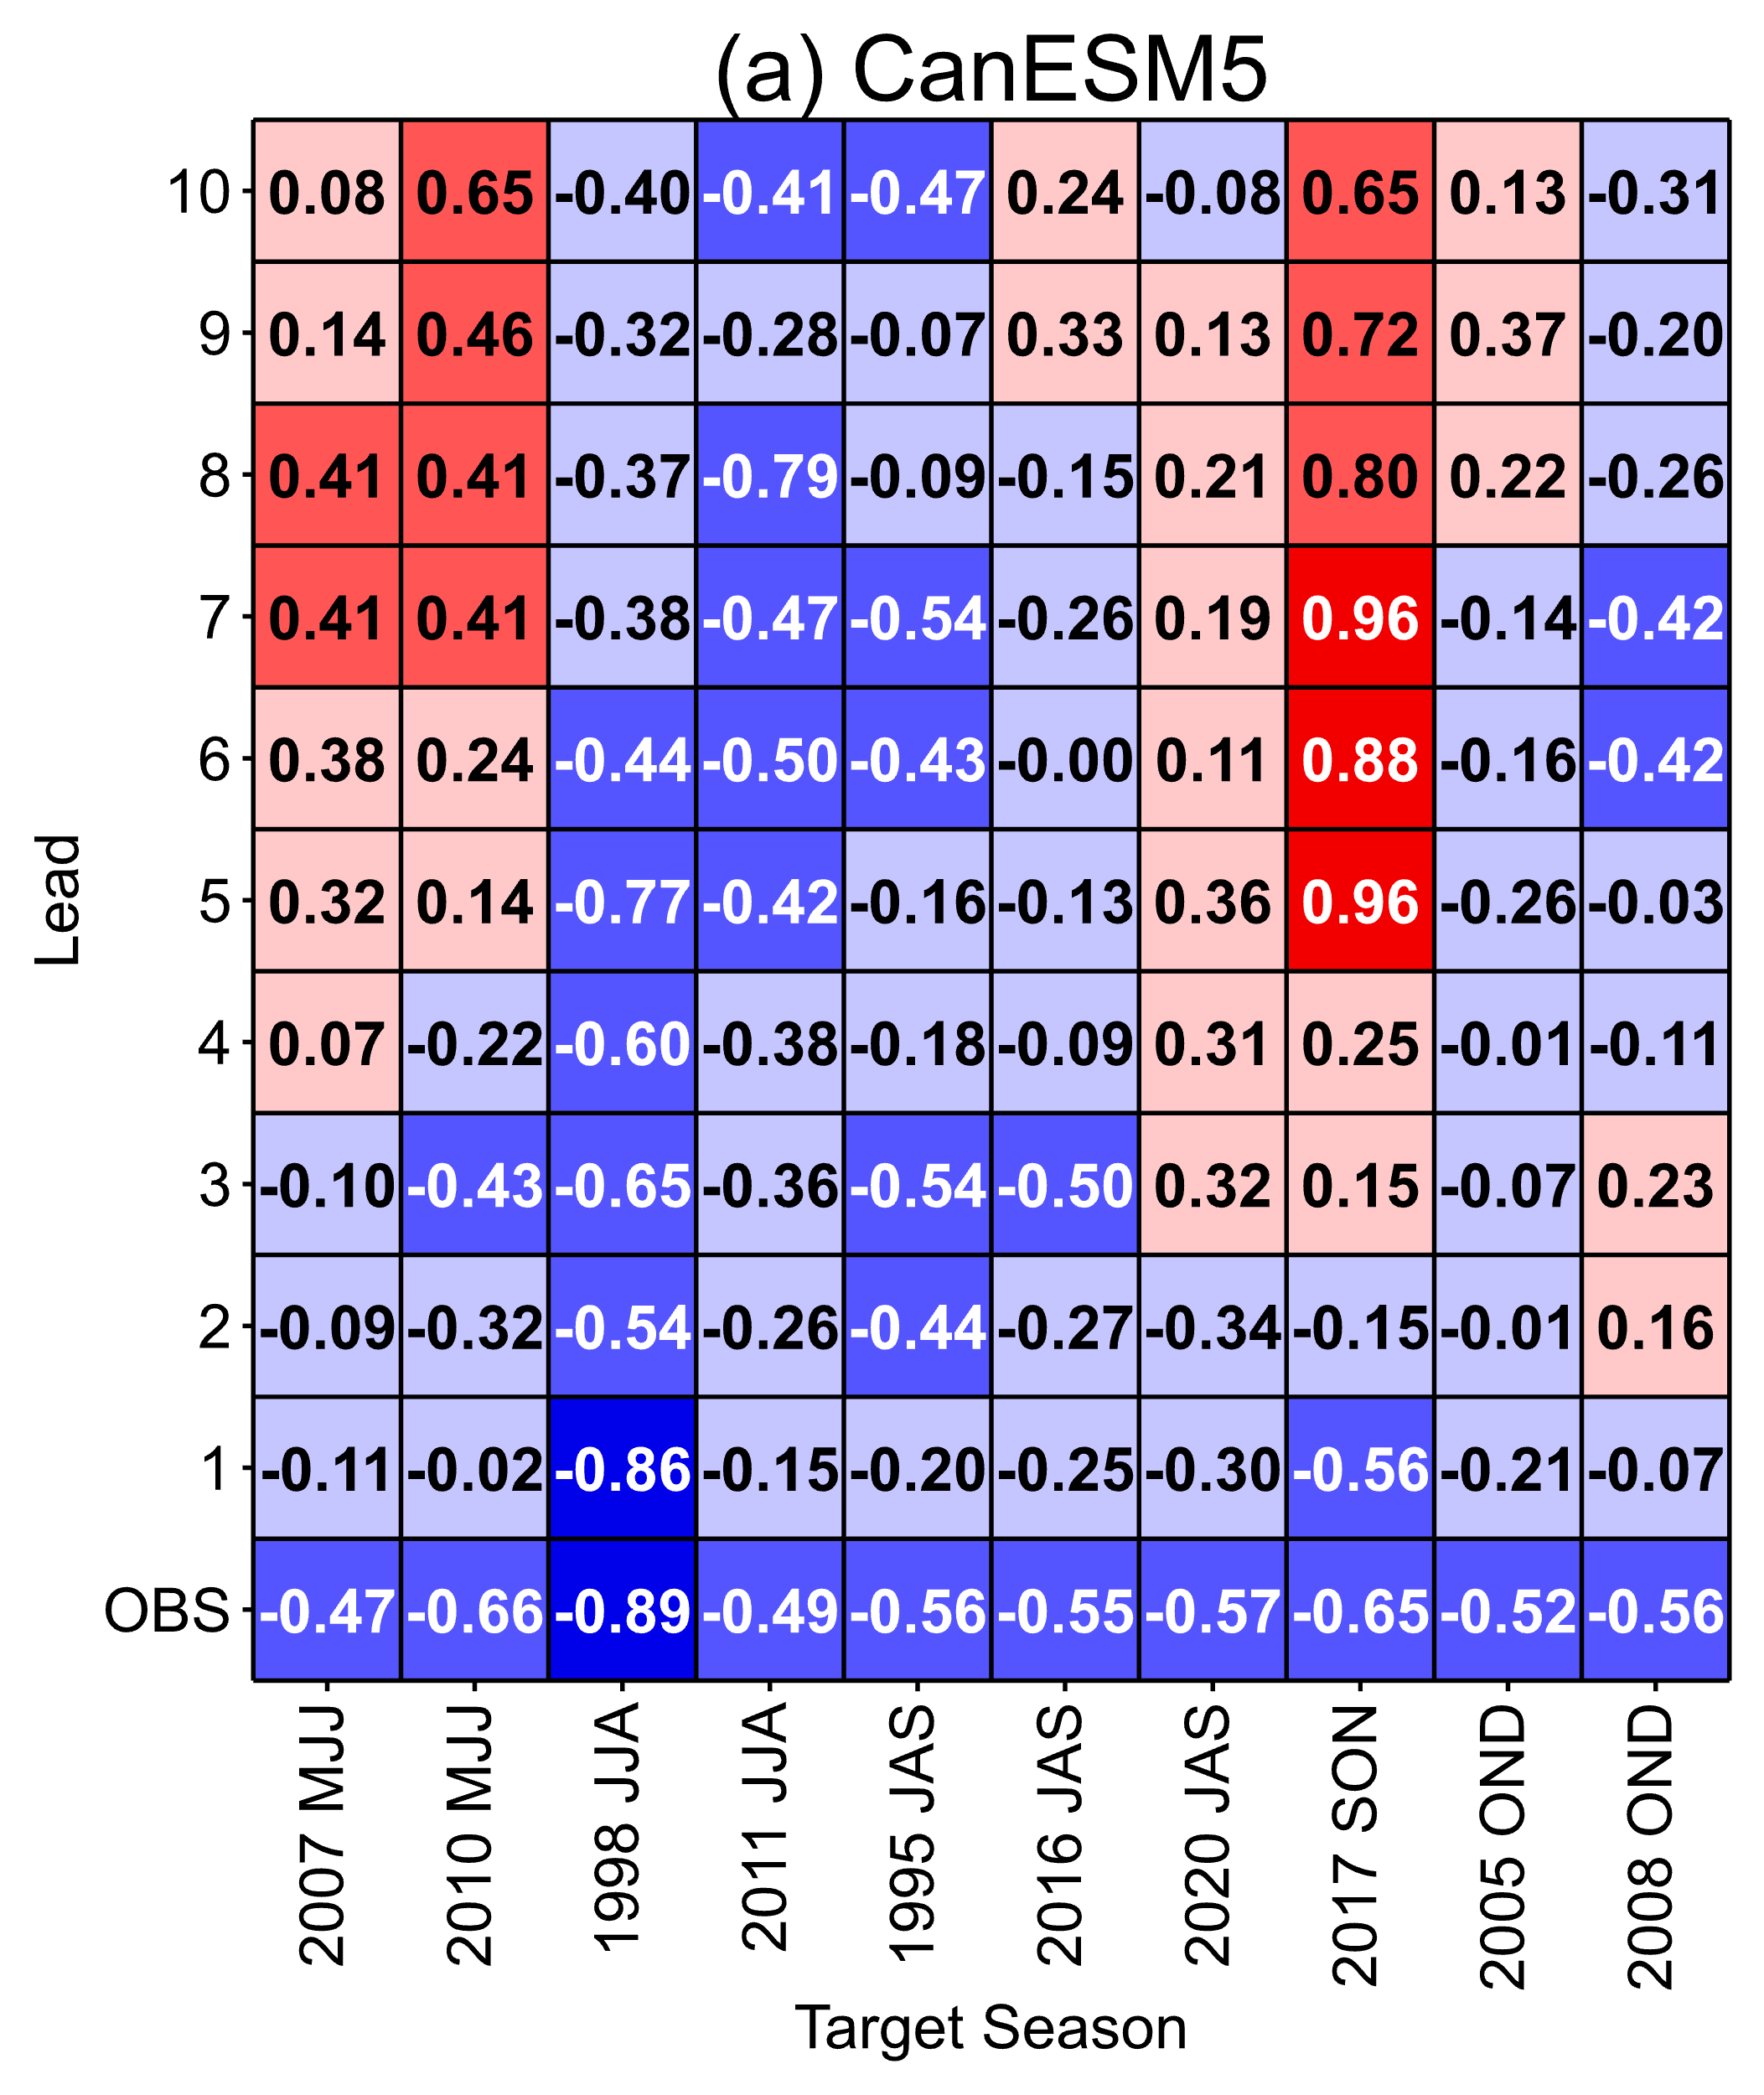 (a) CanESM5
10 0.08 0.65 -0.40 -0.41 -0.47 0.24 -0.08 0.65 0.13 -0.31
9 0.14 0.46 -0.32 -0.28 -0.07 0.33 0.13 0.72 0.37 -0.20
8 0.41 0.41 -0.37 -0.79 -0.09 -0.15 0.21 0.80 0.22 -0.26
7 0.41 0.41 -0.38 -0.47 -0.54 -0.26 0.19 0.96 -0.14 -0.42
6 0.38 0.24 -0.44 -0.50 -0.43 -0.00 0.11 0.88 -0.16 -0.42
5 0.32 0.14 -0.77 -0.42 -0.16 -0.13 0.36 0.96 -0.26 -0.03
4 0.07 -0.22 -0.60 -0.38 -0.18 -0.09 0.31 0.25 -0.01 -0.11
3 -0.10 -0.43 -0.65 -0.36 -0.54 -0.50 0.32 0.15 -0.07 0.23
2 -0.09 -0.32 -0.54 -0.26 -0.44 -0.27 -0.34 -0.15 -0.01 0.16
1 -0.11 -0.02 -0.86 -0.15 -0.20 -0.25 -0.30 -0.56 -0.21 -0.07
OBS -0.47 -0.66 -0.89 -0.49 -0.56 -0.55 -0.57 -0.65 -0.52 -0.56
Lead
2007 MJJ
2010 MJJ
1998 JJA
2011 JJA
1995 JAS
2016 JAS
2020 JAS
2017 SON
2005 OND
2008 OND
Target Season